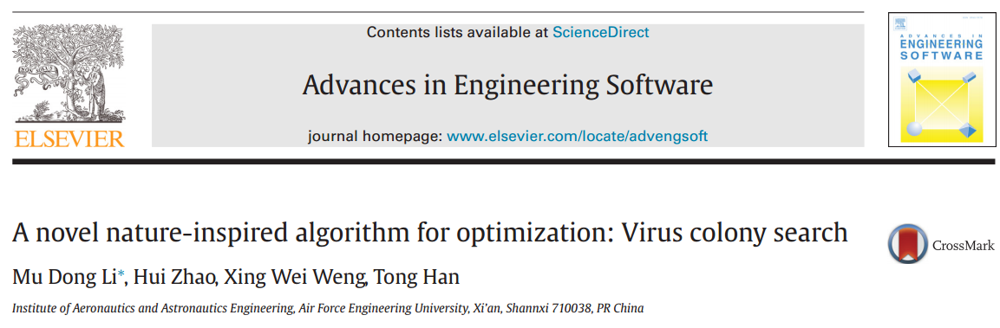 Contents lists available at ScienceDirect
Advances in Engineering Software
journal homepage: www.elsevier.com/locate/advengsoft
ELSEVIER
ADVANCES IN
ENGINEERING
SOFTWARE
A novel nature-inspired algorithm for optimization: Virus colony search
CrossMark
Mu Dong Li*, Hui Zhao, Xing Wei Weng, Tong Han
Institute of Aeronautics and Astronautics Engineering, Air Force Engineering University, Xi'an, Shannxi 710038, PR China